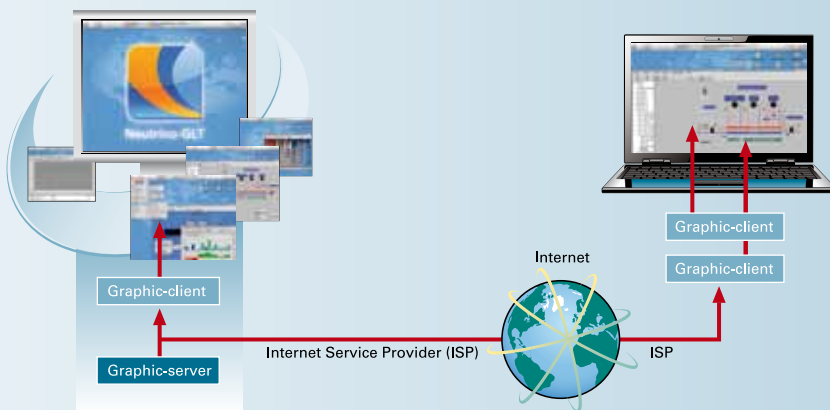 Neutrino-GLT
Graphic-client
Graphic-server
Internet Service Provider (ISP)
Internet
ISP
Graphic-client
Graphic-client